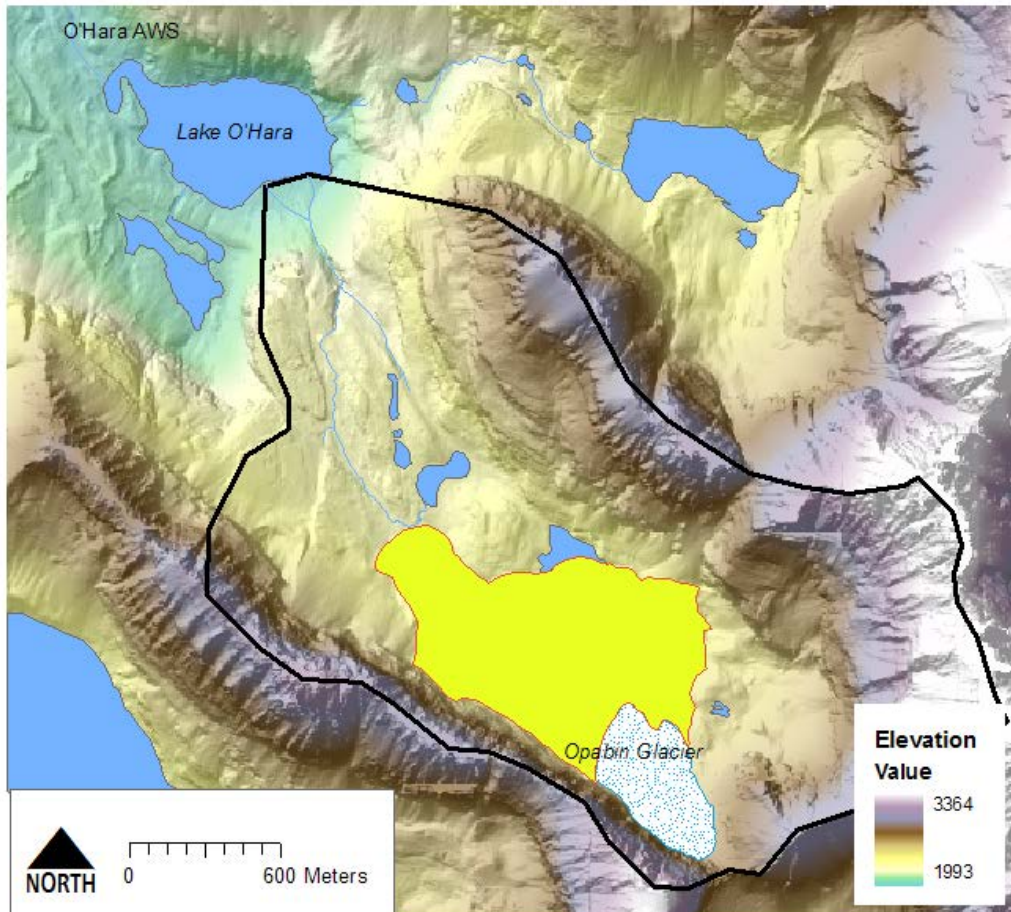 O'Hara AWS
Lake O'Hara
Opabin Glacier
Elevation
Value
3364
1993
NORTH
0 600 Meters